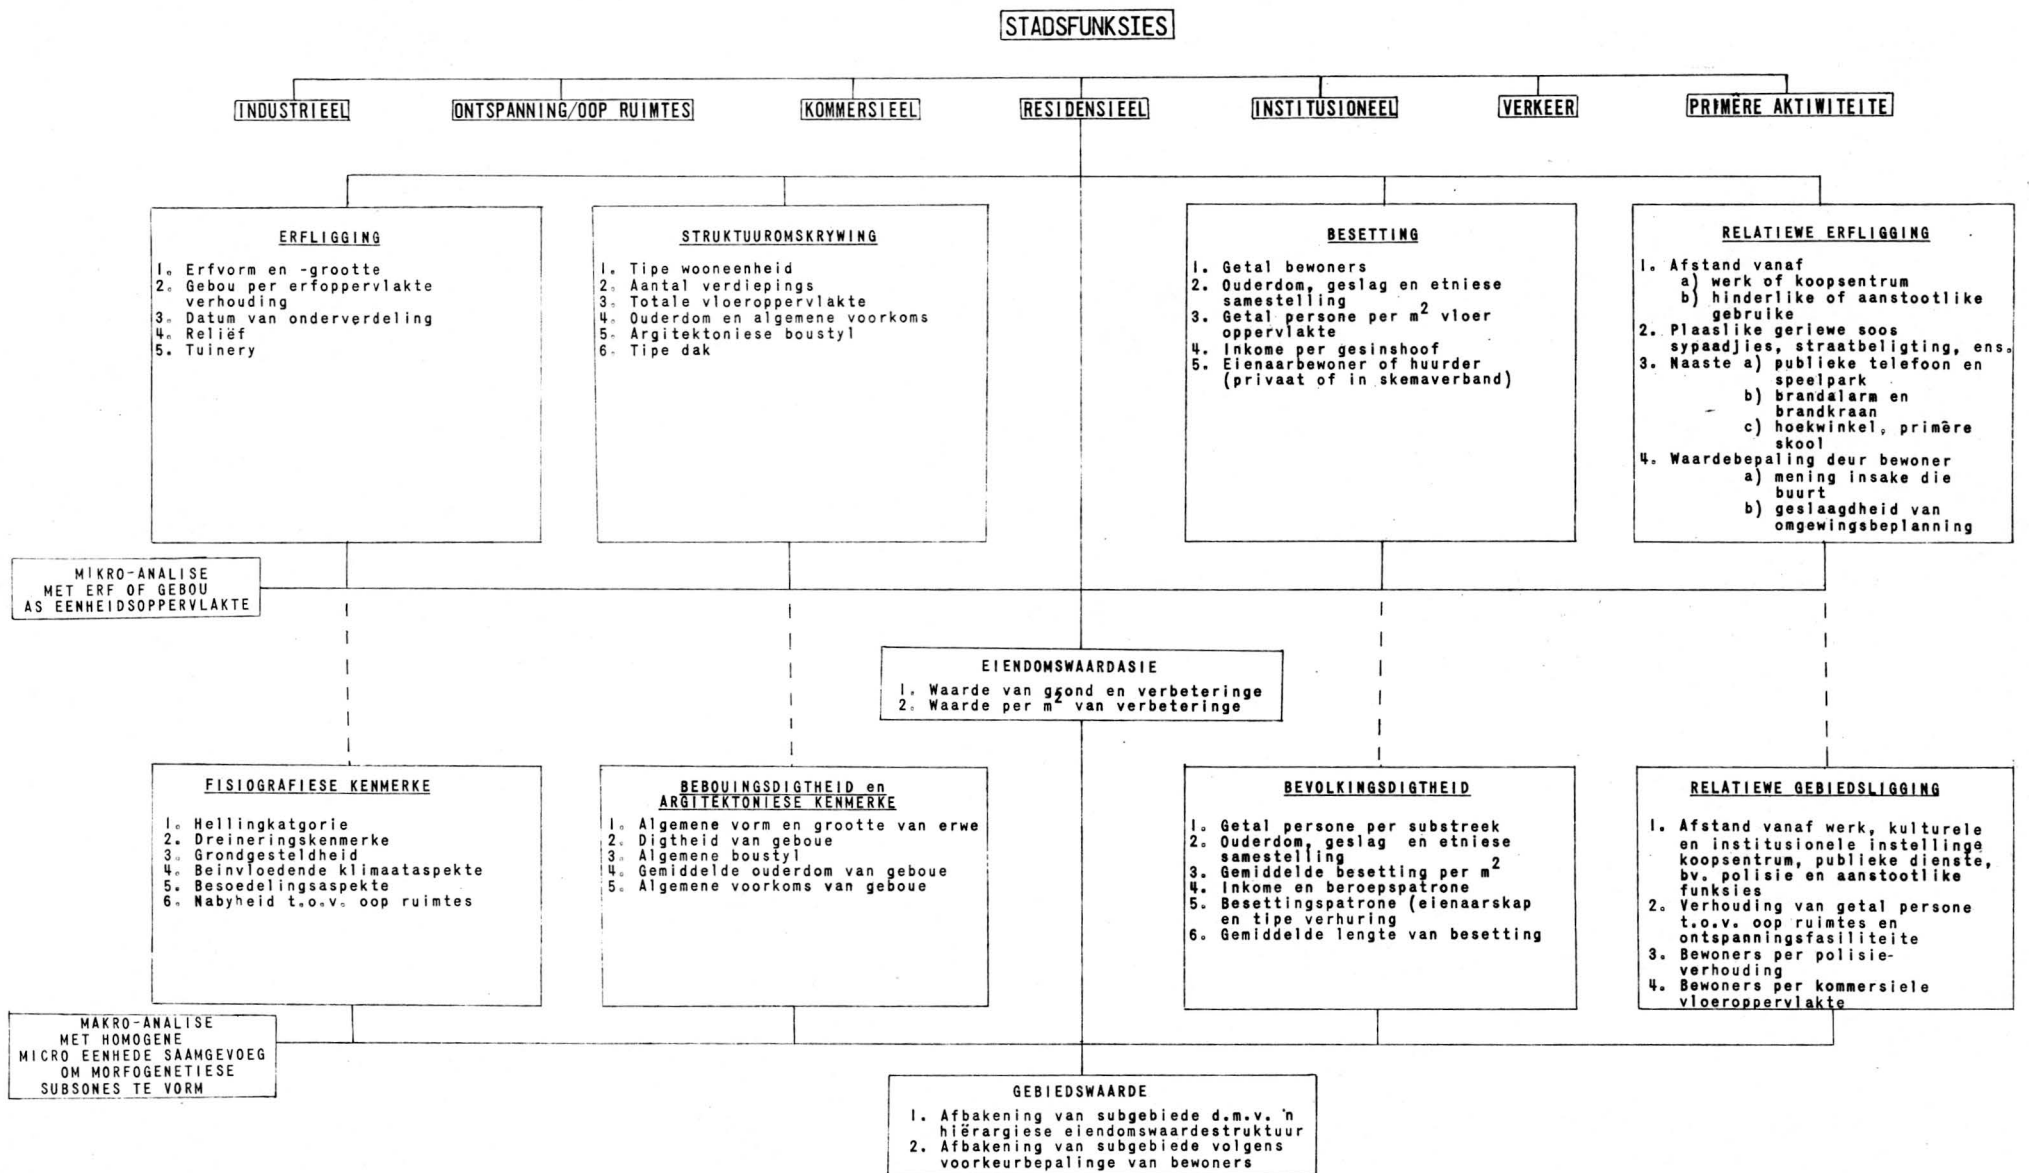 STADSFUNKSIES
INDUSTRIEEL
ONTSPANNING/OOP RUIMTES
KOMMERSIEEL
RESIDENSIEEL
INSTITUSIONEEL
VERKEER
PRIMÊRE AKTIWITEITE
ERFLIGGING
1. Erfvorm en -grootte
2. Gebou per erfoppervlakte
verhouding
3. Datum van onderverdeling
4. Reliëf
5. Tuinery
STRUKTUUROMSKRYWING
1. Tipe wooneenheid
2. Aantal verdiepings
3. Totale vloeroppervlakte
4. Ouderdom en algemene voorkoms
5. Argitektoniese boustyl
6. Tipe dak
BESETTING
1. Getal bewoners
2. Ouderdom, geslag en etniese
samestelling
3. Getal persone per m² vloer
oppervlakte
4. Inkome per gesinshoof
5. Eienaarbewoner of huurder
(privaat of in skemaverband)
RELATIEWE ERFLIGGING
1. Afstand vanaf
a) werk of koopsentrum
b) hinderlike of aanstootlike
gebruike
2. Plaaslike geriewe soos
sypaadjies, straatbeligting, ens.
3. Naaste a) publieke telefoon en
speelpark
b) brandalarm en
brandkraan
c) hoekwinkel, primêre
skool
4. Waardebepaling deur bewoner
a) mening insake die
buurt
b) geslaagdheid van
omgewingsbeplanning
MIKRO-ANALISE
MET ERF OF GEBOU
AS EENHEIDSOPPERVLAKTE
EIENDOMSWAARDASIE
1. Waarde van grond en verbeteringe
2. Waarde per m² van verbeteringe
FISIOGRAFIESE KENMERKE
1. Hellingkatgorie
2. Dreineringskenmerke
3. Grondgesteldheid
4. Beinvloedende klimaataspekte
5. Besoedelingsaspekte
6. Nabyheid t.o.v. oop ruimtes
BEBOUINGSDIGTHEID en
ARGITEKTONIESE KENMERKE
1. Algemene vorm en grootte van erwe
2. Digtheid van geboue
3. Algemene boustyl
4. Gemiddelde ouderdom van geboue
5. Algemene voorkoms van geboue
BEVOLKINGSDIGTHEID
1. Getal persone per substreek
2. Ouderdom, geslag en etniese
samestelling
3. Gemiddelde besetting per m²
4. Inkome en beroepspatrone
5. Besettingspatrone (eienaarskap
en tipe verhuring
6. Gemiddelde lengte van besetting
RELATIEWE GEBIEDSLIGGING
1. Afstand vanaf werk, kulturele
en institusionele instellinge
koopsentrum, publieke dienste,
bv. polisie en aanstootlike
funksies
2. Verhouding van getal persone
t.o.v. oop ruimtes en
ontspanningsfasiliteite
3. Bewoners per polisie-
verhouding
4. Bewoners per kommersiele
vloeroppervlakte
MAKRO-ANALISE
MET HOMOGENE
MICRO EENHEDE SAAMGEVOEG
OM MORFOGENETIESE
SUBSONES TE VORM
GEBIEDSWAARDE
1. Afbakening van subgebiede d.m.v. 'n
hiërargiese eiendomswaardestruktuur
2. Afbakening van subgebiede volgens
voorkeurbepalinge van bewoners